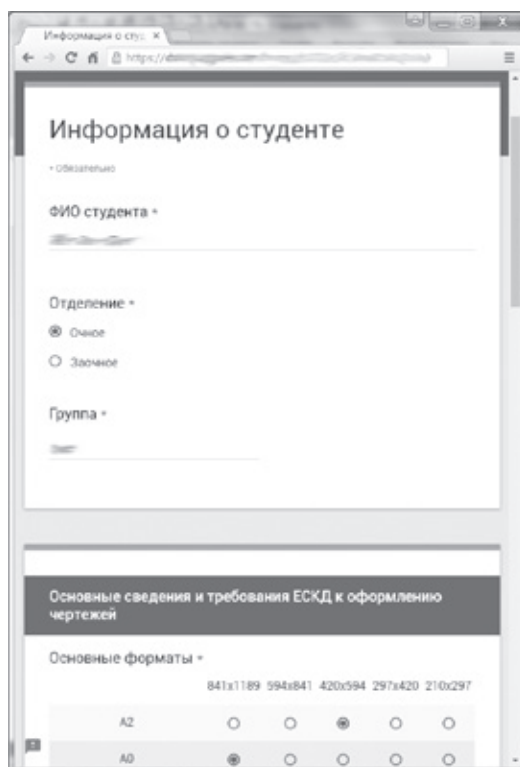 Информация о студ
https://
Информация о студенте
* Обязательно
ФИО студента *
Отделение *
Очное
Заочное
Группа *
Основные сведения и требования ЕСКД к оформлению
чертежей
Основные форматы *
841x1189 594x841 420x594 297x420 210x297
A2
A0